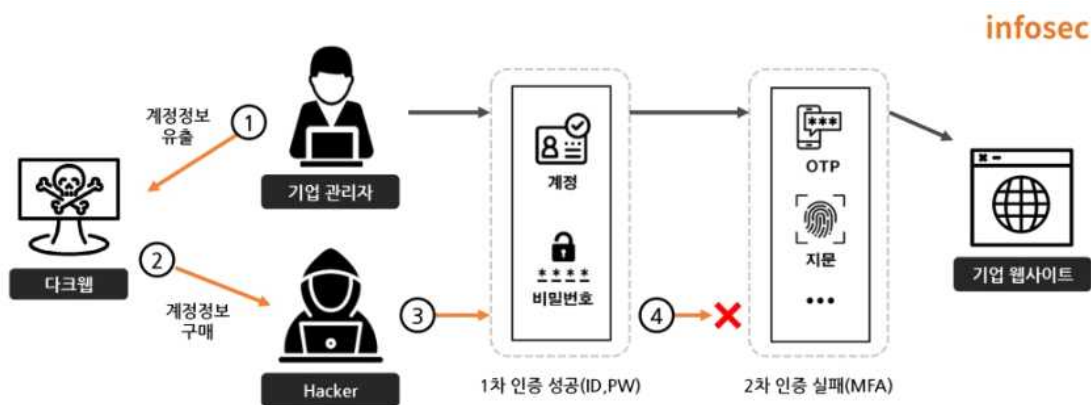 infosec
계정정보
유출
1
기업 관리자
계정
* * * *
비밀번호
***
OTP
지문
•••
기업 웹사이트
다크웹
2
계정정보
구매
Hacker
3
4
1차 인증 성공(ID,PW)
2차 인증 실패(MFA)